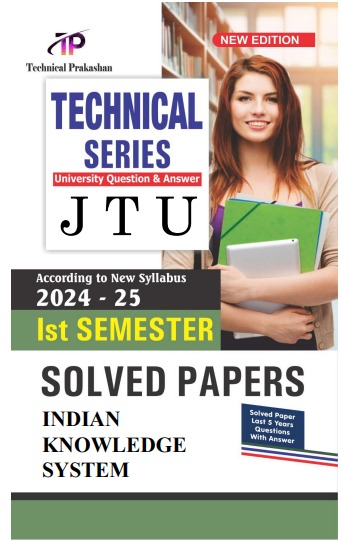 TP
Technical Prakashan
NEW EDITION
TECHNICAL
SERIES
University Question & Answer
J T U
According to New Syllabus
2024 - 25
Ist SEMESTER
SOLVED PAPERS
INDIAN
KNOWLEDGE
SYSTEM
Solved Paper
Last 5 Years
Questions
With Answer